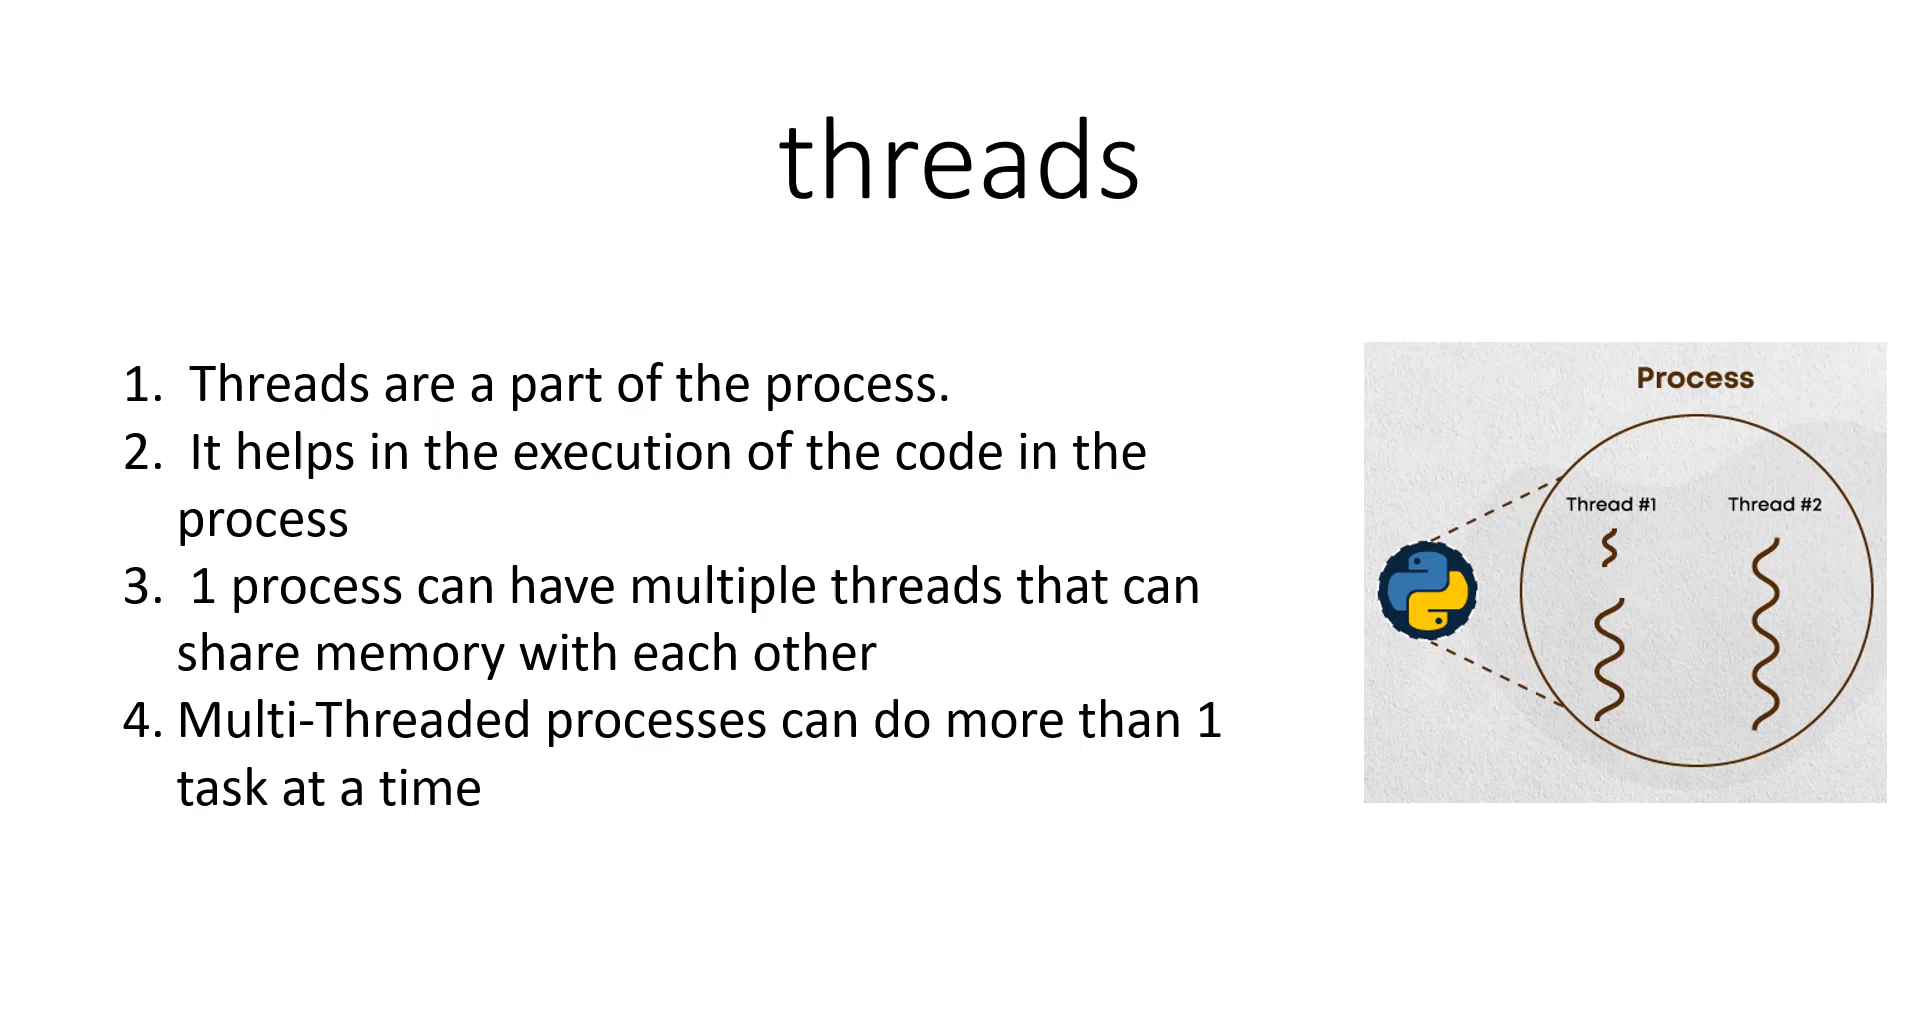 threads
1. Threads are a part of the process.
2. It helps in the execution of the code in the
process
3. 1 process can have multiple threads that can
share memory with each other
4. Multi-Threaded processes can do more than 1
task at a time
Process
Thread #1
Thread #2